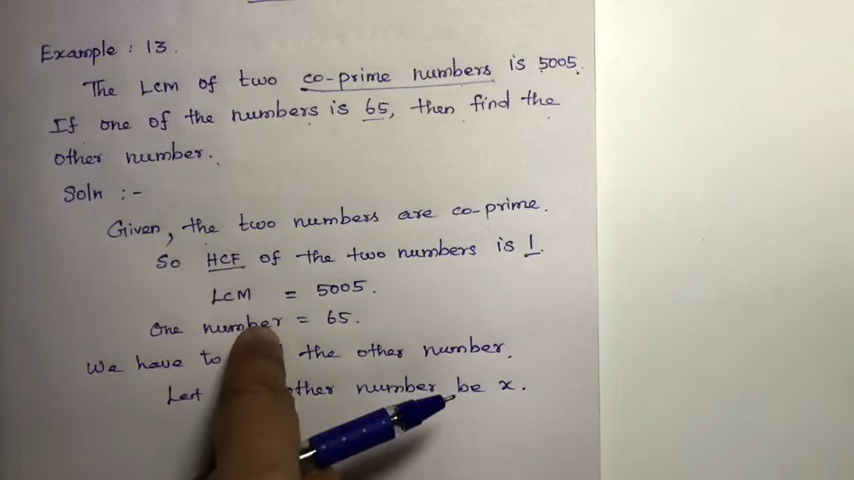 Example : 13.
The Lcm of two co-prime numbers is 5005.
If one of the numbers is 65, then find the
other number.
Soln :-
Given, the two numbers are co-prime.
So HCF of the two numbers is 1.
Lcm = 5005.
One number = 65.
We have to the other number.
Let other number be x.